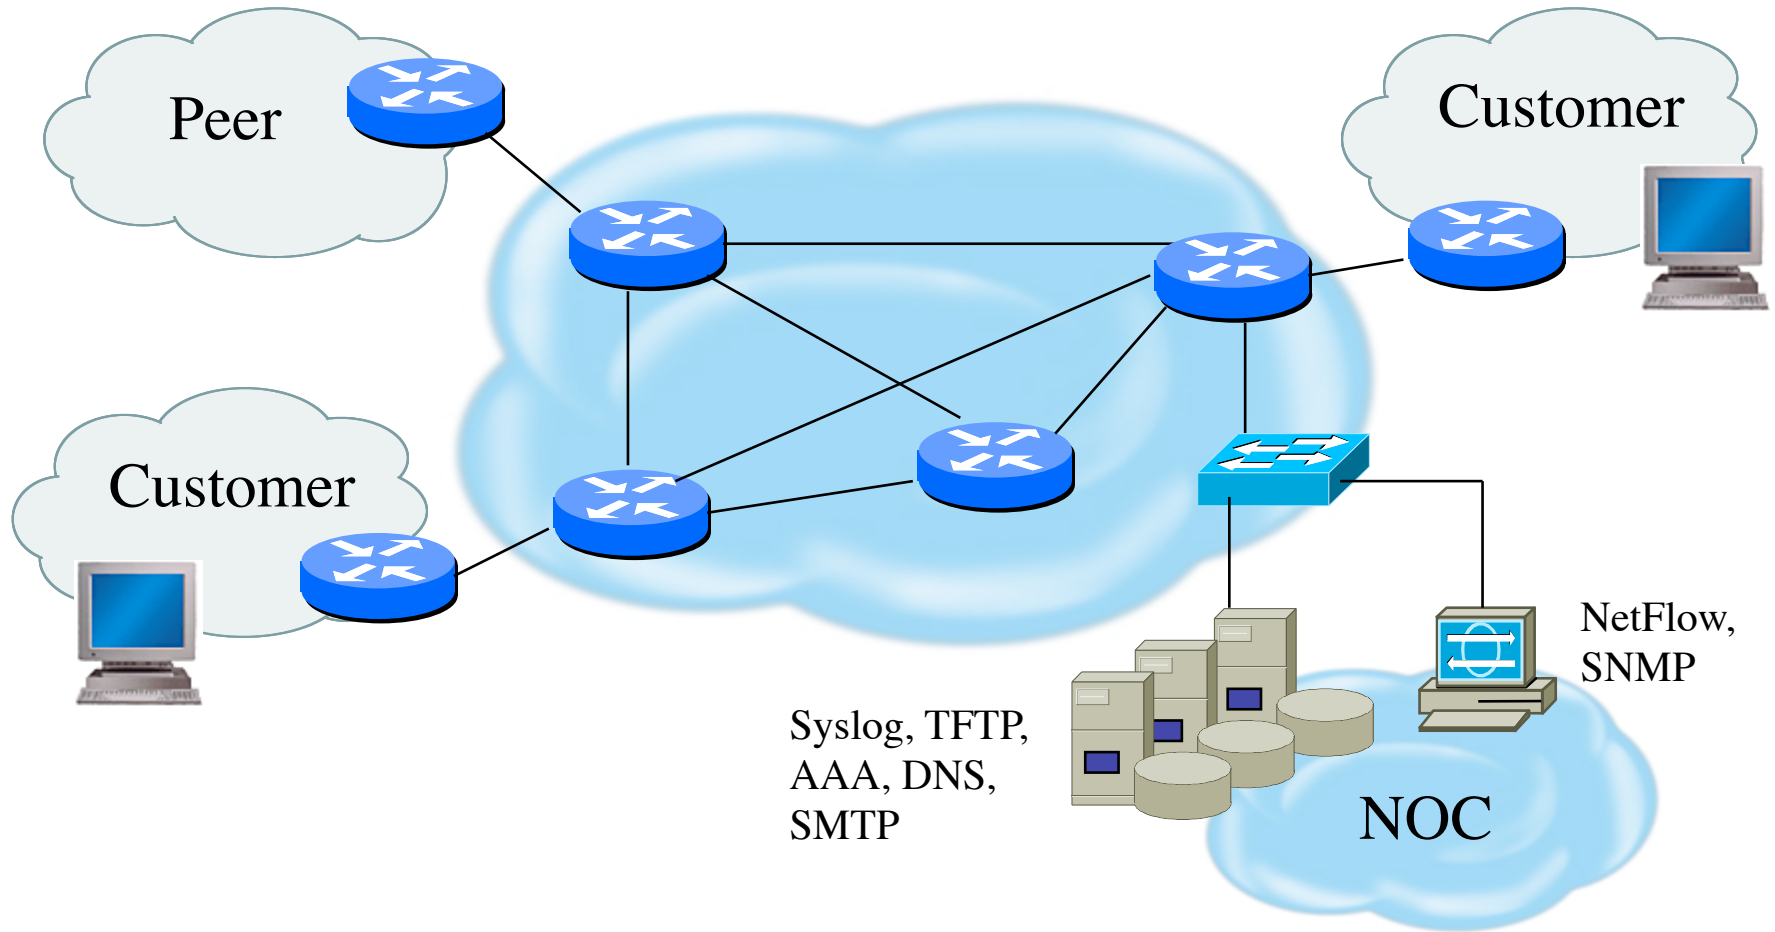 Peer
Customer
Customer
NetFlow,
SNMP
Syslog, TFTP,
AAA, DNS,
SMTP
NOC